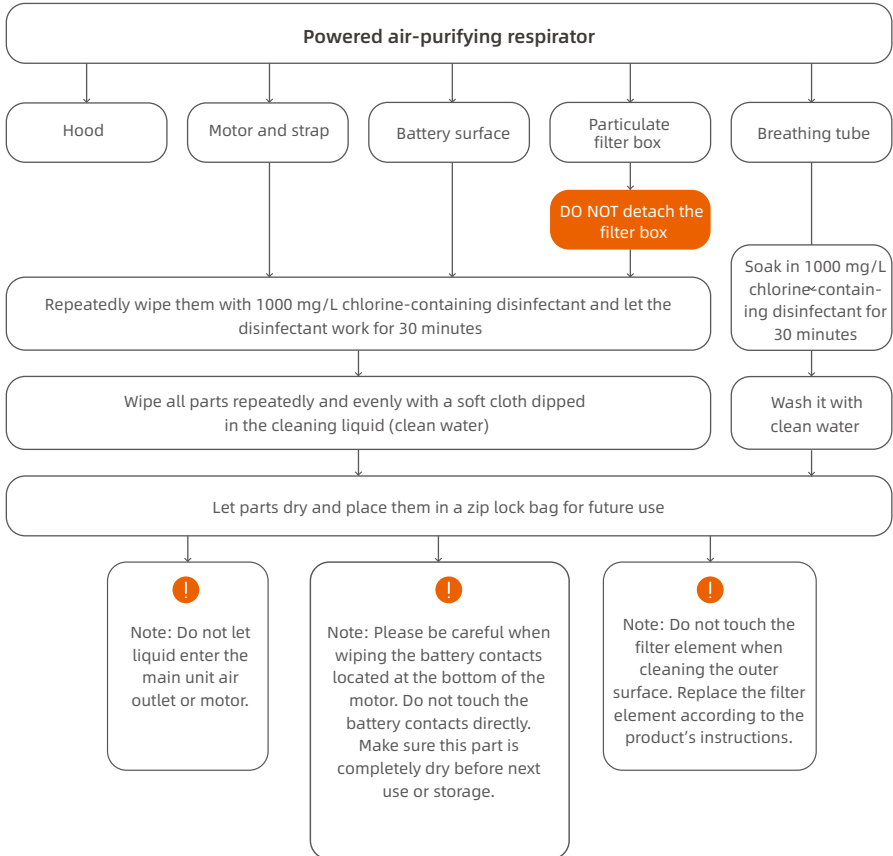 Powered air-purifying respirator
Hood
Motor and strap
Battery surface
Particulate
filter box
Breathing tube
DO NOT detach the
filter box
Repeatedly wipe them with 1000 mg/L chlorine-containing disinfectant and let the
disinfectant work for 30 minutes
Soak in 1000 mg/L
chlorine-contain-
ing disinfectant for
30 minutes
Wipe all parts repeatedly and evenly with a soft cloth dipped
in the cleaning liquid (clean water)
Wash it with
clean water
Let parts dry and place them in a zip lock bag for future use
!
Note: Do not let
liquid enter the
main unit air
outlet or motor.
!
Note: Please be careful when
wiping the battery contacts
located at the bottom of the
motor. Do not touch the
battery contacts directly.
Make sure this part is
completely dry before next
use or storage.
!
Note: Do not touch the
filter element when
cleaning the outer
surface. Replace the filter
element according to the
product’s instructions.